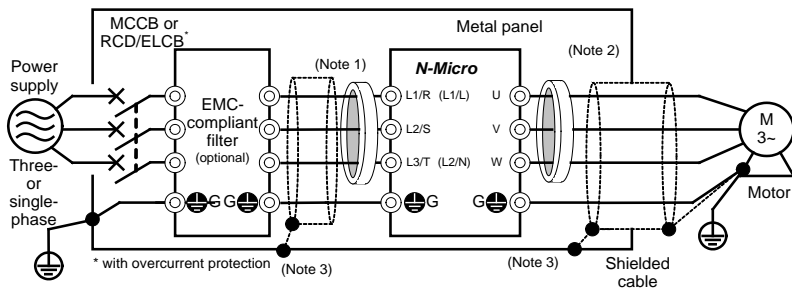 MCCB or
RCD/ELCB*
Metal panel
Power
supply
(Note 1)
N-Micro
(Note 2)
EMC-
compliant
filter
(optional)
L1/R (L1/L)
U
L2/S
V
L3/T (L2/N)
W
M
3~
Three-
or
single-
phase
G
G
G
G
Motor
* with overcurrent protection
(Note 3)
(Note 3)
Shielded
cable